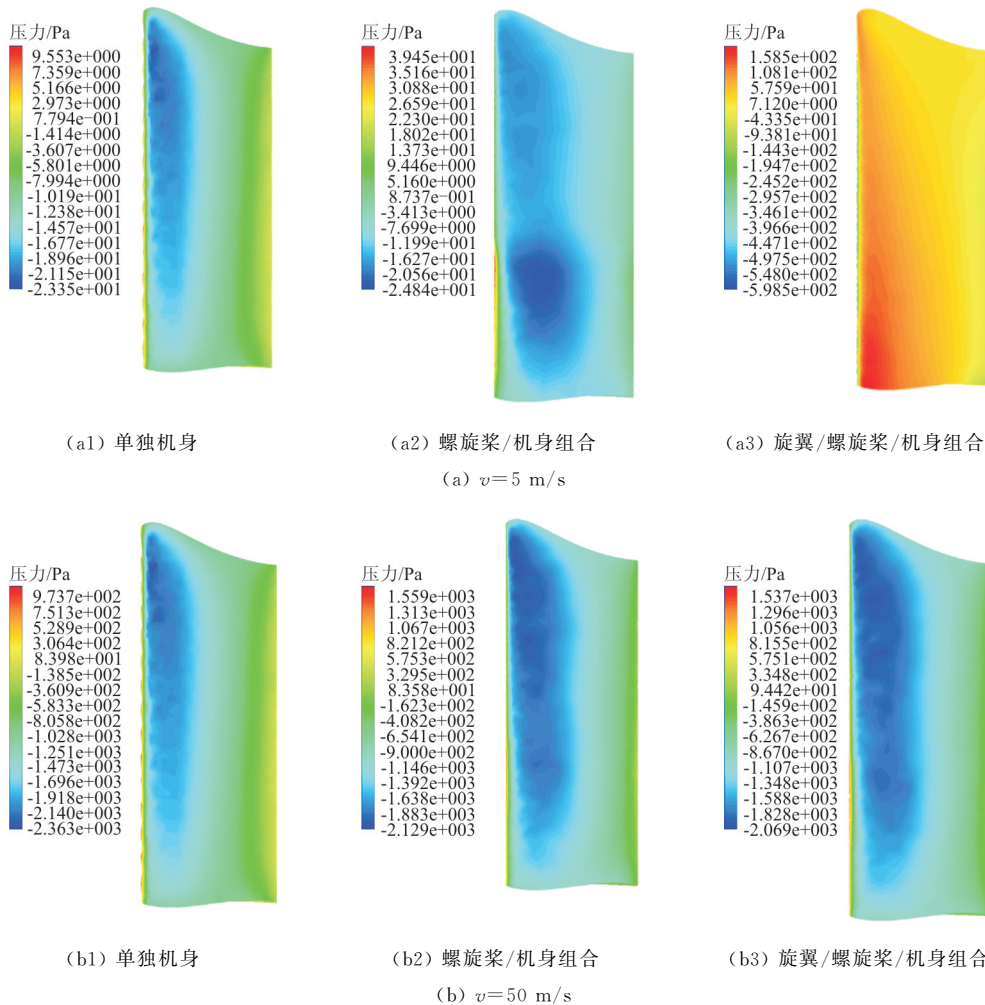 压力/Pa
9.553e+000
7.359e+000
5.166e+000
2.973e+000
7.794e-001
-1.414e+000
-3.607e+000
-5.801e+000
-7.994e+000
-1.019e+001
-1.238e+001
-1.457e+001
-1.677e+001
-1.896e+001
-2.115e+001
-2.335e+001
(a1) 单独机身
压力/Pa
3.945e+001
3.516e+001
3.088e+001
2.659e+001
2.230e+001
1.802e+001
1.373e+001
9.446e+000
5.160e+000
8.737e-001
-3.413e+000
-7.699e+000
-1.199e+001
-1.627e+001
-2.056e+001
-2.484e+001
(a2) 螺旋桨/机身组合
压力/Pa
1.585e+002
1.081e+002
5.759e+001
7.120e+000
-4.335e+001
-9.381e+001
-1.443e+002
-1.947e+002
-2.452e+002
-2.957e+002
-3.461e+002
-3.966e+002
-4.471e+002
-4.975e+002
-5.480e+002
-5.985e+002
(a3) 旋翼/螺旋桨/机身组合
(a) v=5 m/s
压力/Pa
9.737e+002
7.513e+002
5.289e+002
3.064e+002
8.398e+001
-1.385e+002
-3.609e+002
-5.833e+002
-8.058e+002
-1.028e+003
-1.251e+003
-1.473e+003
-1.696e+003
-1.918e+003
-2.140e+003
-2.363e+003
(b1) 单独机身
压力/Pa
1.559e+003
1.313e+003
1.067e+003
8.212e+002
5.753e+002
3.295e+002
8.358e+001
-1.623e+002
-4.082e+002
-6.541e+002
-9.000e+002
-1.146e+003
-1.392e+003
-1.638e+003
-1.883e+003
-2.129e+003
(b2) 螺旋桨/机身组合
压力/Pa
1.537e+003
1.296e+003
1.056e+003
8.155e+002
5.751e+002
3.348e+002
9.442e+001
-1.459e+002
-3.863e+002
-6.267e+002
-8.670e+002
-1.107e+003
-1.348e+003
-1.588e+003
-1.828e+003
-2.069e+003
(b3) 旋翼/螺旋桨/机身组合
(b) v=50 m/s